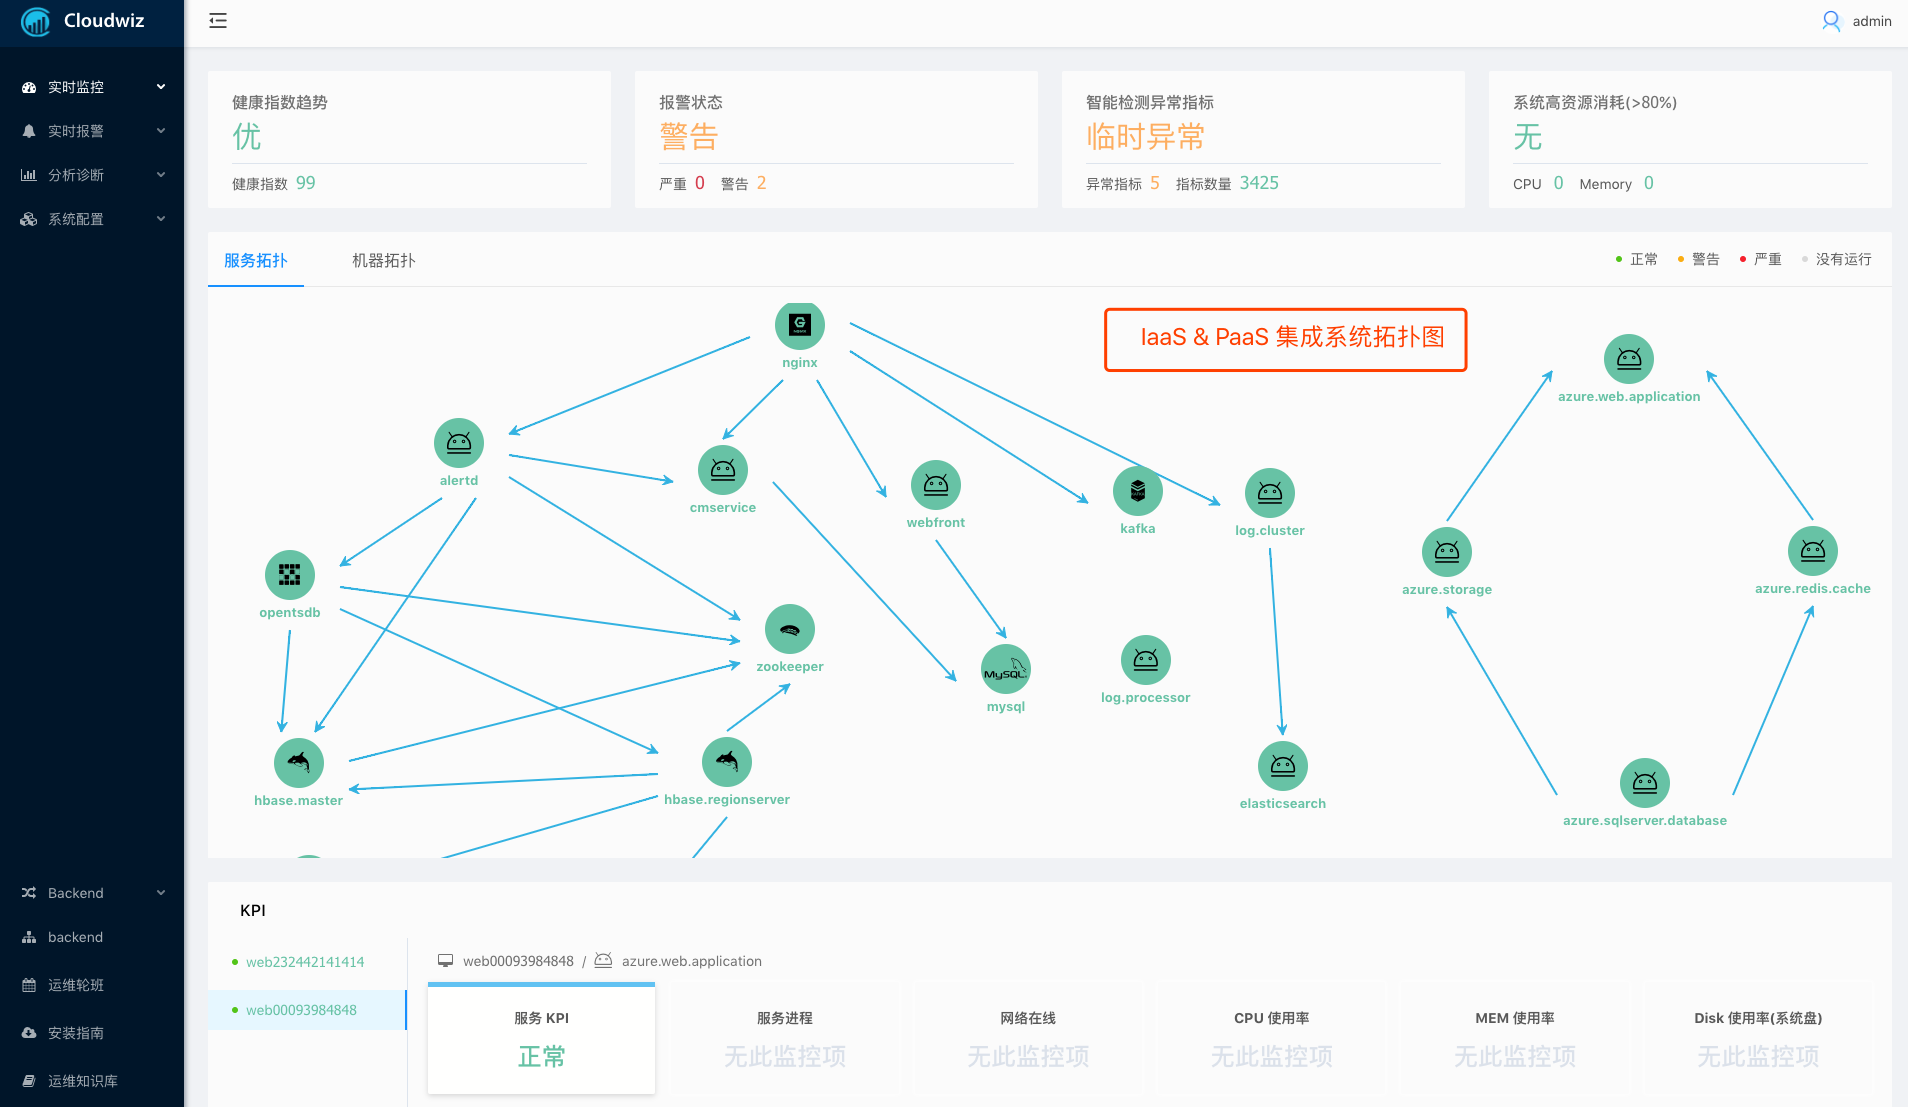 Cloudwiz
admin
实时监控
实时报警
分析诊断
系统配置
Backend
backend
运维轮班
安装指南
运维知识库
健康指数趋势
优
健康指数 99
报警状态
警告
严重 0 警告 2
智能检测异常指标
临时异常
异常指标 5 指标数量 3425
系统高资源消耗(>80%)
无
CPU 0 Memory 0
服务拓扑 机器拓扑
正常 警告 严重 没有运行
IaaS & PaaS 集成系统拓扑图
nginx
azure.web.application
alertd
cmservice
webfront
kafka
log.cluster
azure.storage
azure.redis.cache
opentsdb
zookeeper
MySQL
mysql
log.processor
hbase.master
hbase.regionserver
elasticsearch
azure.sqlserver.database
KPI
web232442141414
web00093984848
web00093984848 / azure.web.application
服务 KPI
正常
服务进程
无此监控项
网络在线
无此监控项
CPU 使用率
无此监控项
MEM 使用率
无此监控项
Disk 使用率(系统盘)
无此监控项